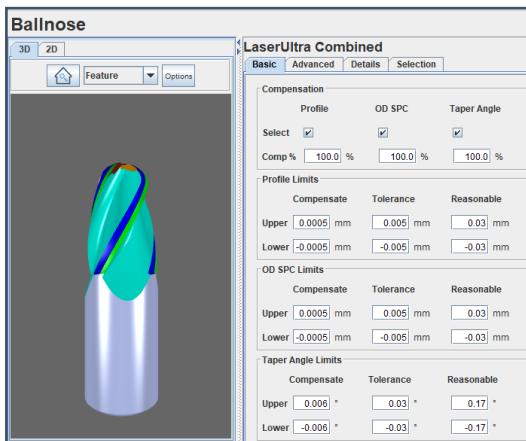 Ballnose
3D 2D
Feature Options
LaserUltra Combined
Basic Advanced Details Selection
Compensation
Profile OD SPC Taper Angle
Select
Comp % 100.0 % 100.0 % 100.0 %
Profile Limits
Compensate Tolerance Reasonable
Upper 0.0005 mm 0.005 mm 0.03 mm
Lower -0.0005 mm -0.005 mm -0.03 mm
OD SPC Limits
Compensate Tolerance Reasonable
Upper 0.0005 mm 0.005 mm 0.03 mm
Lower -0.0005 mm -0.005 mm -0.03 mm
Taper Angle Limits
Compensate Tolerance Reasonable
Upper 0.006 ° 0.03 ° 0.17 °
Lower -0.006 ° -0.03 ° -0.17 °